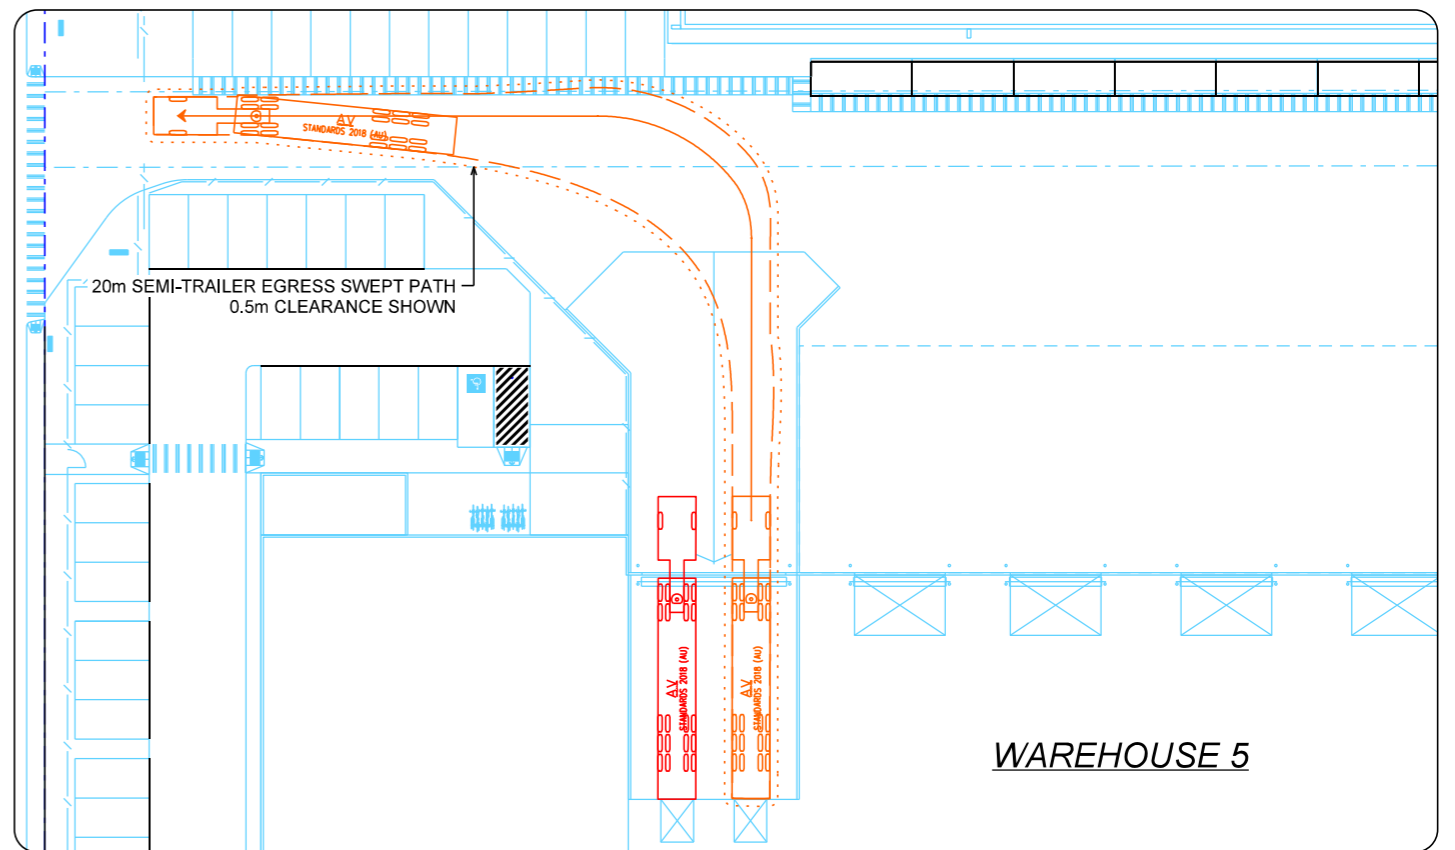 AV
STANDARDS 2018 (AU)
20m SEMI-TRAILER EGRESS SWEPT PATH
0.5m CLEARANCE SHOWN
AV
STANDARDS 2018 (AU)
AV
STANDARDS 2018 (AU)
WAREHOUSE 5